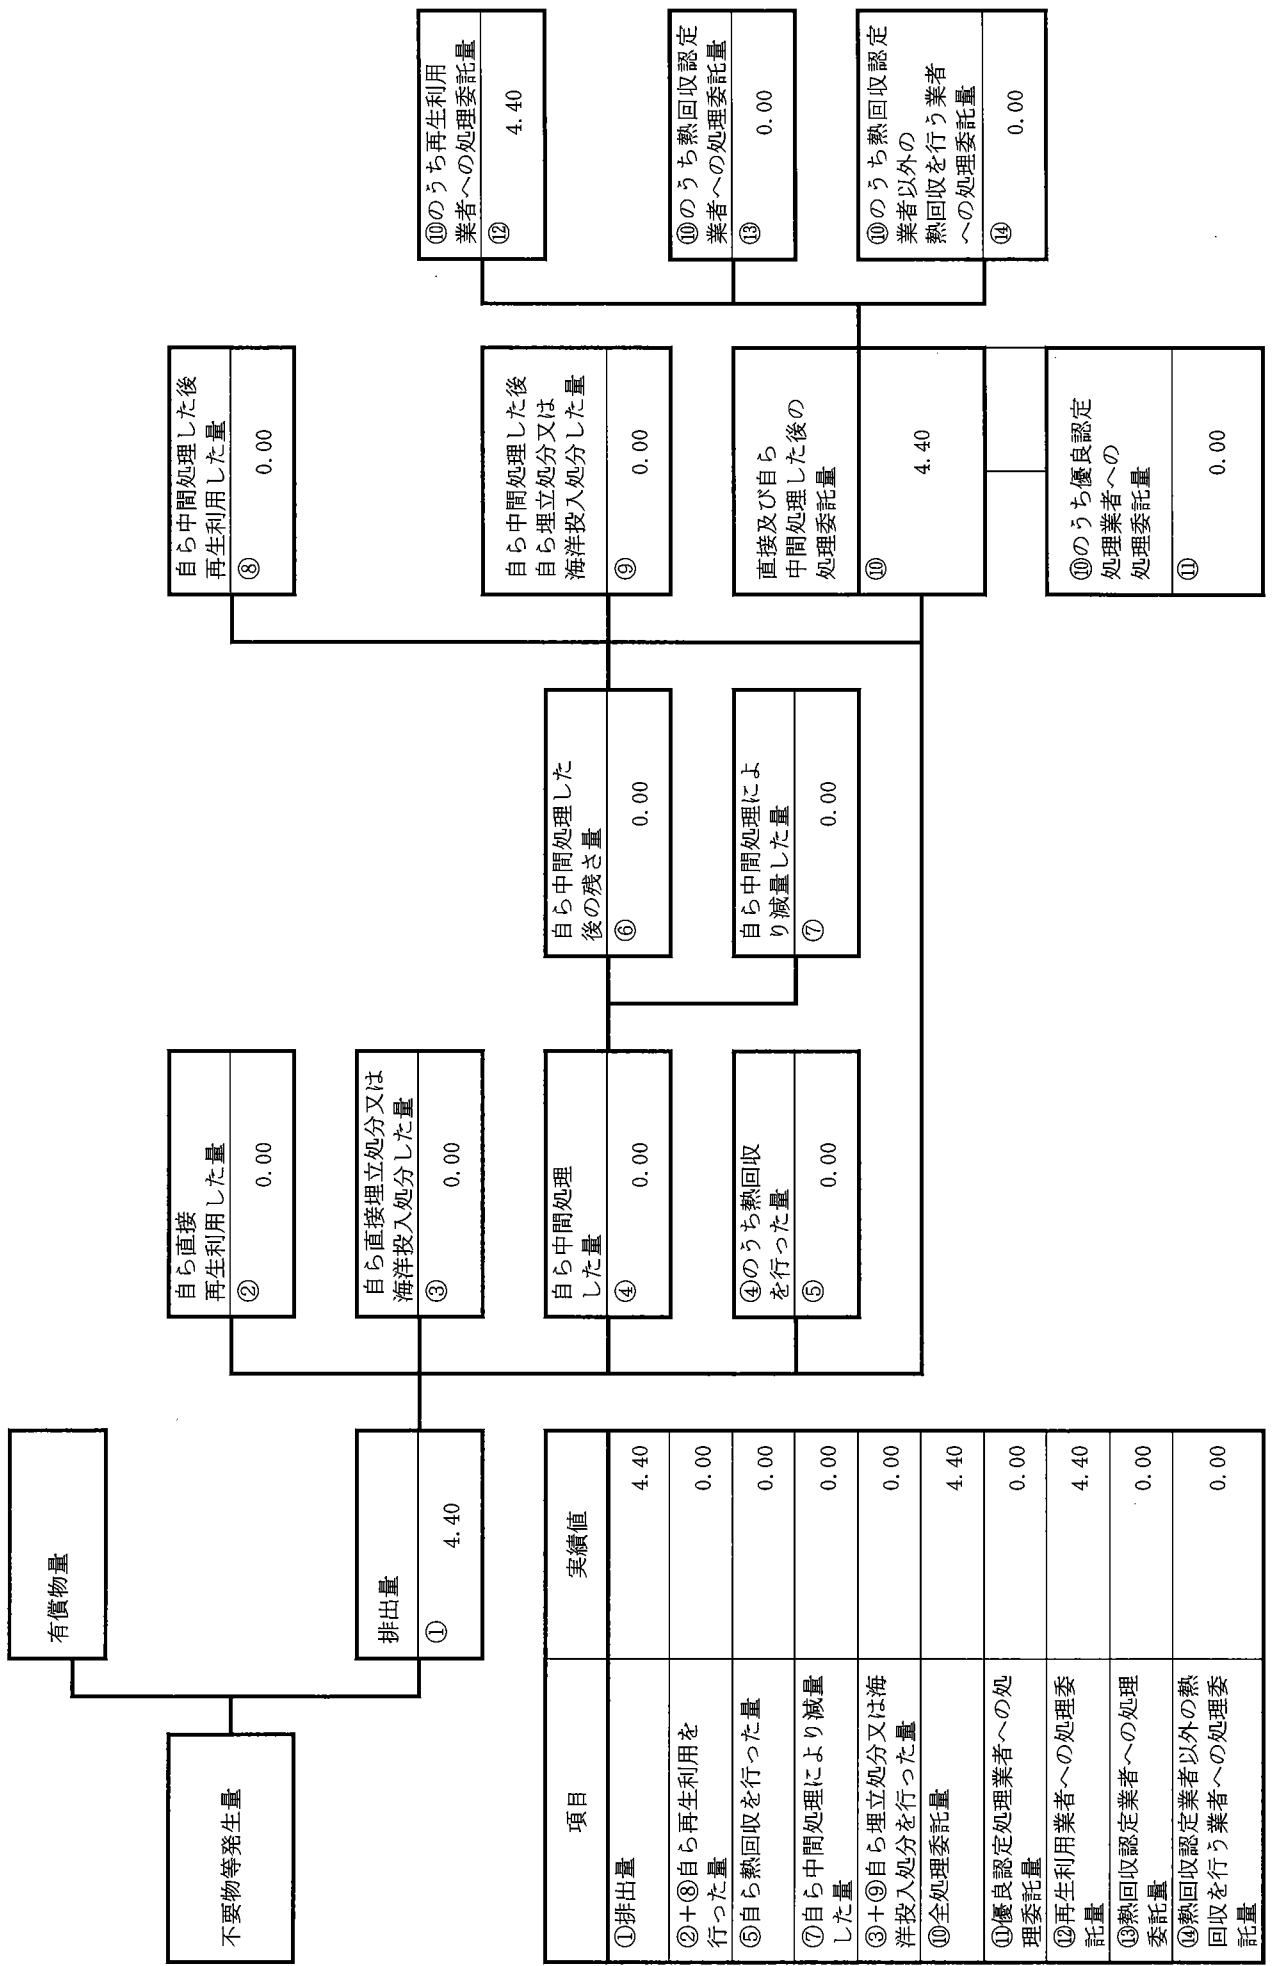 不要物等発生量
有償物量
排出量
① 4.40
自ら直接
再生利用した量
② 0.00
自ら直接埋立処分又は
海洋投入処分した量
③ 0.00
自ら中間処理
した量
④ 0.00
④のうち熱回収
を行った量
⑤ 0.00
自ら中間処理した
後の残さ量
⑥ 0.00
自ら中間処理によ
り減量した量
⑦ 0.00
自ら中間処理した後
再生利用した量
⑧ 0.00
自ら中間処理した後
自ら埋立処分又は
海洋投入処分した量
⑨ 0.00
直接及び自ら
中間処理した後の
処理委託量
⑩ 4.40
⑩のうち優良認定
処理業者への
処理委託量
⑪ 0.00
⑩のうち再生利用
業者への処理委託量
⑫ 4.40
⑩のうち熱回収認定
業者への処理委託量
⑬ 0.00
⑩のうち熱回収認定
業者以外の
熱回収を行う業者
への処理委託量
⑭ 0.00
項目 実績値
①排出量 4.40
②+⑧自ら再生利用を
行った量 0.00
⑤自ら熱回収を行った量 0.00
⑦自ら中間処理により減量
した量 0.00
③+⑨自ら埋立処分又は海
洋投入処分を行った量 0.00
⑩全処理委託量 4.40
⑪優良認定処理業者への処
理委託量 0.00
⑫再生利用業者への処理委
託量 4.40
⑬熱回収認定業者への処理
委託量 0.00
⑭熱回収認定業者以外の熱
回収を行う業者への処理委
託量 0.00